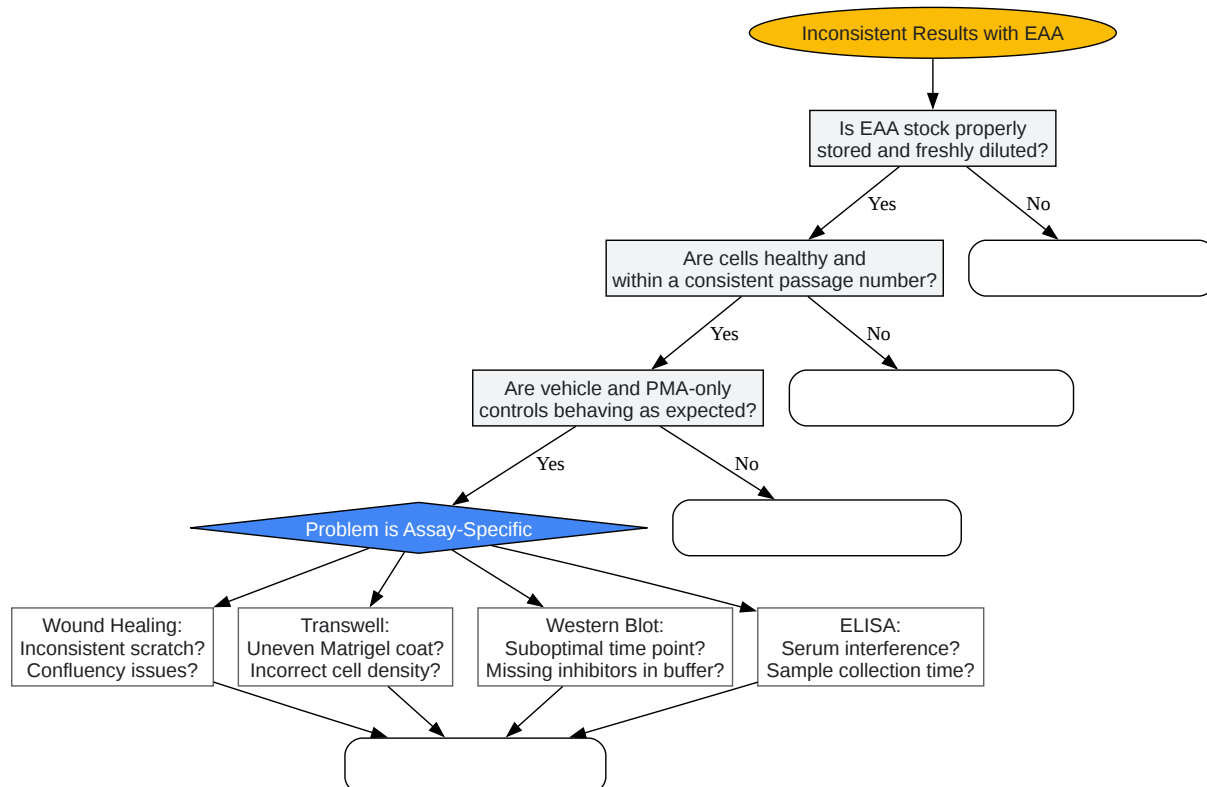 Inconsistent Results with EAA
Is EAA stock properly
stored and freshly diluted?
Yes
No
Are cells healthy and
within a consistent passage number?
Yes
No
Are vehicle and PMA-only
controls behaving as expected?
Yes
No
Problem is Assay-Specific
Wound Healing:
Inconsistent scratch?
Confluency issues?
Transwell:
Uneven Matrigel coat?
Incorrect cell density?
Western Blot:
Suboptimal time point?
Missing inhibitors in buffer?
ELISA:
Serum interference?
Sample collection time?